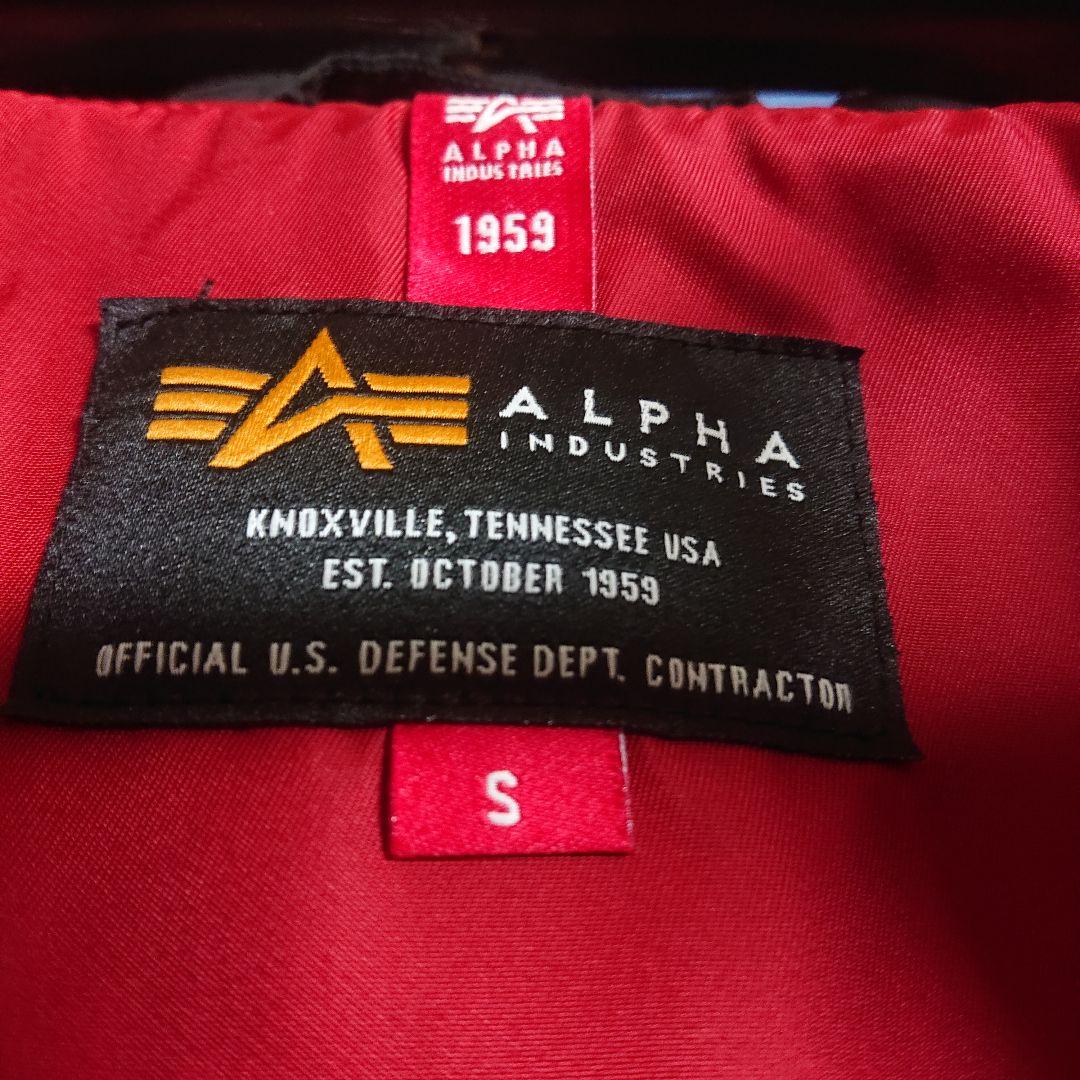 ALPHA
INDUSTRIES
1959
ALPHA
INDUSTRIES
KNOXVILLE, TENNESSEE USA
EST. OCTOBER 1959
OFFICIAL U.S. DEFENSE DEPT. CONTRACTOR
S